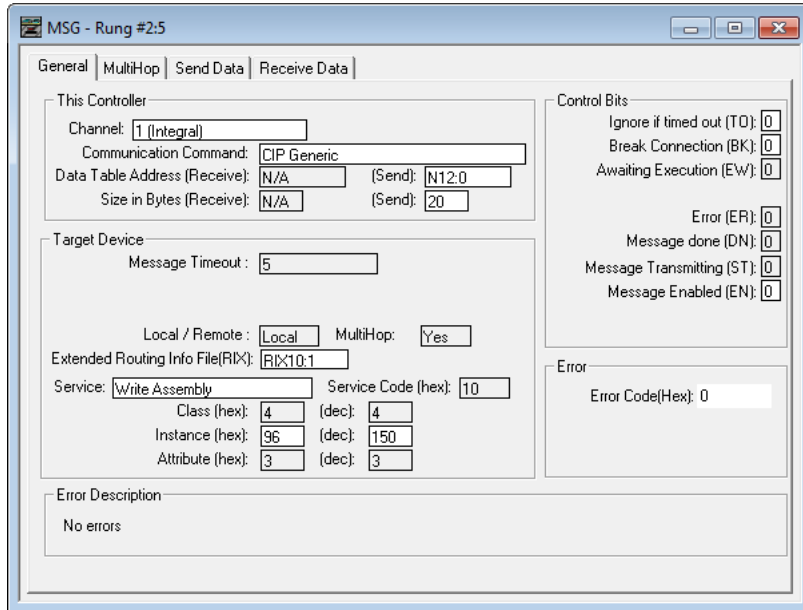 MSG - Rung #2:5
General MultiHop Send Data Receive Data
This Controller
Channel: 1 (Integral)
Communication Command: CIP Generic
Data Table Address (Receive): N/A (Send): N12:0
Size in Bytes (Receive): N/A (Send): 20
Target Device
Message Timeout : 5
Local / Remote : Local MultiHop: Yes
Extended Routing Info File(RIX): RIX10:1
Service: Write Assembly Service Code (hex): 10
Class (hex): 4 (dec): 4
Instance (hex): 96 (dec): 150
Attribute (hex): 3 (dec): 3
Control Bits
Ignore if timed out (TO): 0
Break Connection (BK): 0
Awaiting Execution (EW): 0
Error (ER): 0
Message done (DN): 0
Message Transmitting (ST): 0
Message Enabled (EN): 0
Error
Error Code(Hex): 0
Error Description
No errors